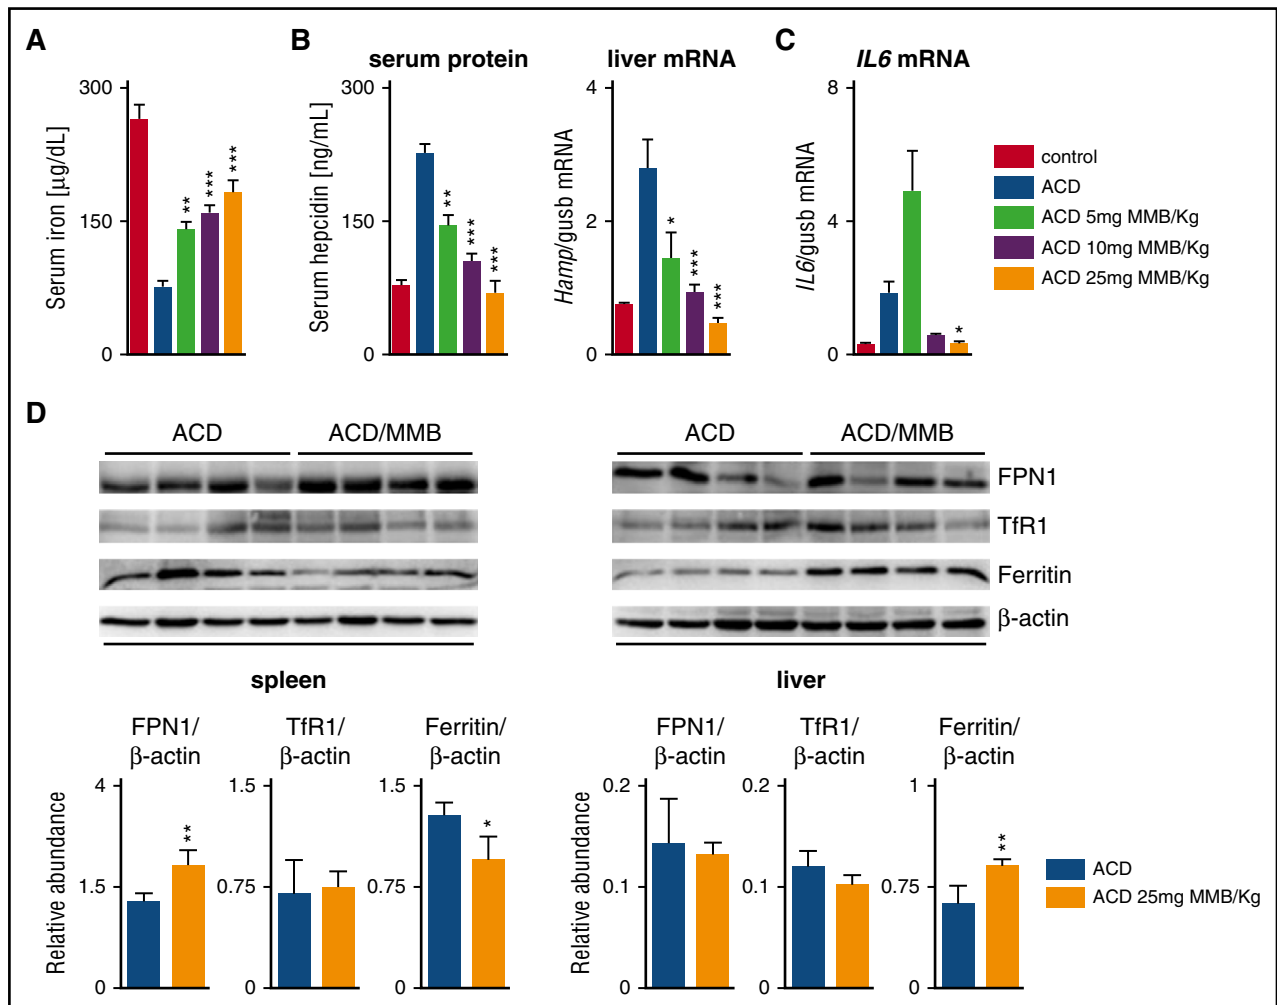 A
Serum iron [µg/dL]
300
150
0
**
***
***
B
serum protein
Serum hepcidin [ng/mL]
300
150
0
**
***
***
liver mRNA
Hamp/gusb mRNA
4
2
0
*
***
***
C
IL6 mRNA
IL6/gusb mRNA
8
4
0
*
control
ACD
ACD 5mg MMB/Kg
ACD 10mg MMB/Kg
ACD 25mg MMB/Kg
D
ACD ACD/MMB
ACD ACD/MMB
FPN1
TfR1
Ferritin
β-actin
spleen
liver
Relative abundance
FPN1/
β-actin
4
1.5
0
**
TfR1/
β-actin
1.5
0.75
0
Ferritin/
β-actin
1.5
0.75
0
*
Relative abundance
FPN1/
β-actin
0.2
0.1
0
TfR1/
β-actin
0.2
0.1
0
Ferritin/
β-actin
1
0.75
0
**
ACD
ACD 25mg MMB/Kg